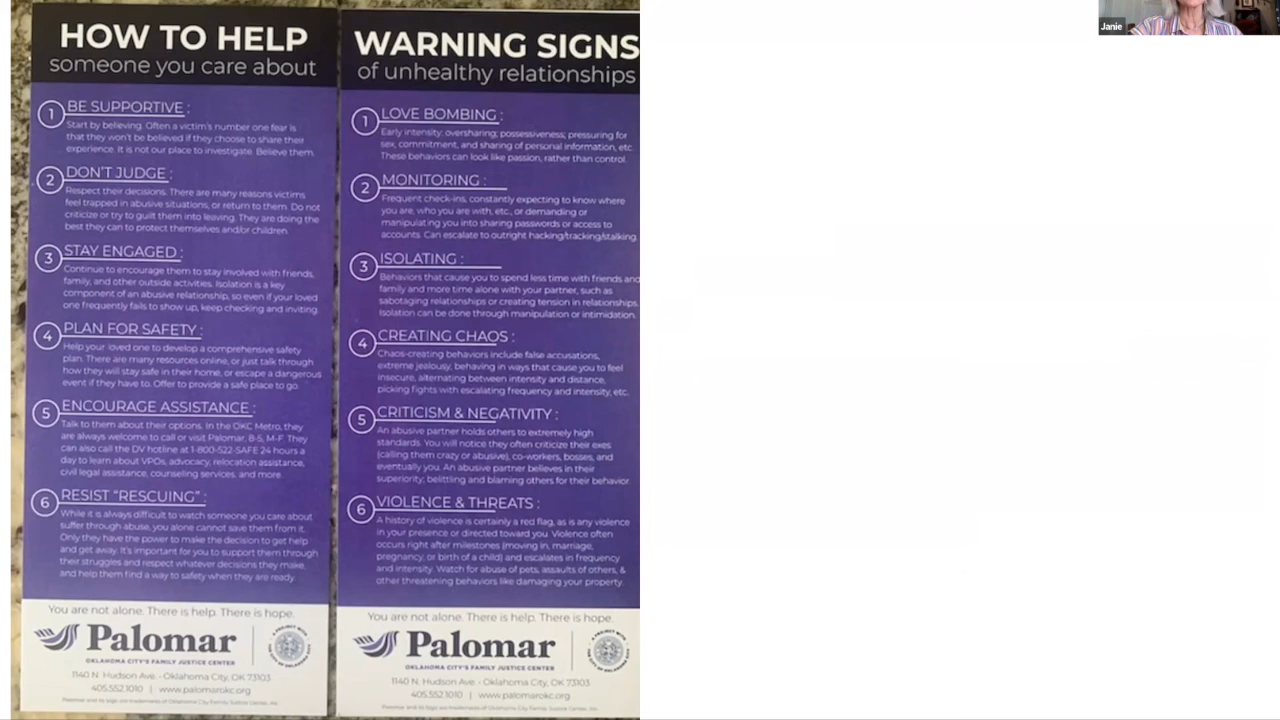 HOW TO HELP
someone you care about
1 BE SUPPORTIVE :
Start by believing. Often a victim's number one fear is
that they won't be believed if they choose to share their
experience. It is not our place to investigate. Believe them.
2 DON'T JUDGE :
Respect their decisions. There are many reasons victims
feel trapped in abusive situations, or return to them. Do not
criticize or try to guilt them into leaving. They are doing the
best they can to protect themselves and/or children.
3 STAY ENGAGED :
Continue to encourage them to stay involved with friends,
family, and other outside activities. Isolation is a key
component of an abusive relationship, so even if your loved
one frequently fails to show up, keep checking and inviting.
4 PLAN FOR SAFETY :
Help your loved one to develop a comprehensive safety
plan. There are many resources online, or just talk through
how they will stay safe in their home, or escape a dangerous
event if they have to. Offer to provide a safe place to go.
5 ENCOURAGE ASSISTANCE :
Talk to them about their options. In the OKC Metro, they
are always welcome to call or visit Palomar, 8-5, M-F. They
can also call the DV hotline at 1-800-522-SAFE 24 hours a
day to learn about VPOs, advocacy, relocation assistance,
civil legal assistance, counseling services, and more.
6 RESIST "RESCUING" :
While it is always difficult to watch someone you care about
suffer through abuse, you alone cannot save them from it.
Only they have the power to make the decision to get help
and get away. It's important for you to support them through
their struggles and respect whatever decisions they make,
and help them find a way to safety when they are ready.
You are not alone. There is help. There is hope.
Palomar
OKLAHOMA CITY'S FAMILY JUSTICE CENTER
1140 N. Hudson Ave. - Oklahoma City, OK 73103
405.552.1010 | www.palomarokc.org
Palomar and its logo are trademarks of Oklahoma City Family Justice Center, Inc.
WARNING SIGNS
of unhealthy relationships
1 LOVE BOMBING :
Early intensity: oversharing; possessiveness; pressuring for
sex, commitment, and sharing of personal information, etc.
These behaviors can look like passion, rather than control.
2 MONITORING :
Frequent check-ins, constantly expecting to know where
you are, who you are with, etc., or demanding or
manipulating you into sharing passwords or access to
accounts. Can escalate to outright hacking/tracking/stalking.
3 ISOLATING :
Behaviors that cause you to spend less time with friends and
family and more time alone with your partner, such as
sabotaging relationships or creating tension in relationships.
Isolation can be done through manipulation or intimidation.
4 CREATING CHAOS :
Chaos-creating behaviors include false accusations,
extreme jealousy, behaving in ways that cause you to feel
insecure, alternating between intensity and distance,
picking fights with escalating frequency and intensity, etc.
5 CRITICISM & NEGATIVITY :
An abusive partner holds others to extremely high
standards. You will notice they often criticize their exes
(calling them crazy or abusive), co-workers, bosses, and
eventually you. An abusive partner believes in their
superiority; belittling and blaming others for their behavior.
6 VIOLENCE & THREATS :
A history of violence is certainly a red flag, as is any violence
in your presence or directed toward you. Violence often
occurs right after milestones (moving in, marriage,
pregnancy, or birth of a child) and escalates in frequency
and intensity. Watch for abuse of pets, assaults of others, &
other threatening behaviors like damaging your property.
You are not alone. There is help. There is hope.
Palomar
OKLAHOMA CITY'S FAMILY JUSTICE CENTER
1140 N. Hudson Ave. - Oklahoma City, OK 73103
405.552.1010 | www.palomarokc.org
Palomar and its logo are trademarks of Oklahoma City Family Justice Center, Inc.
Janie